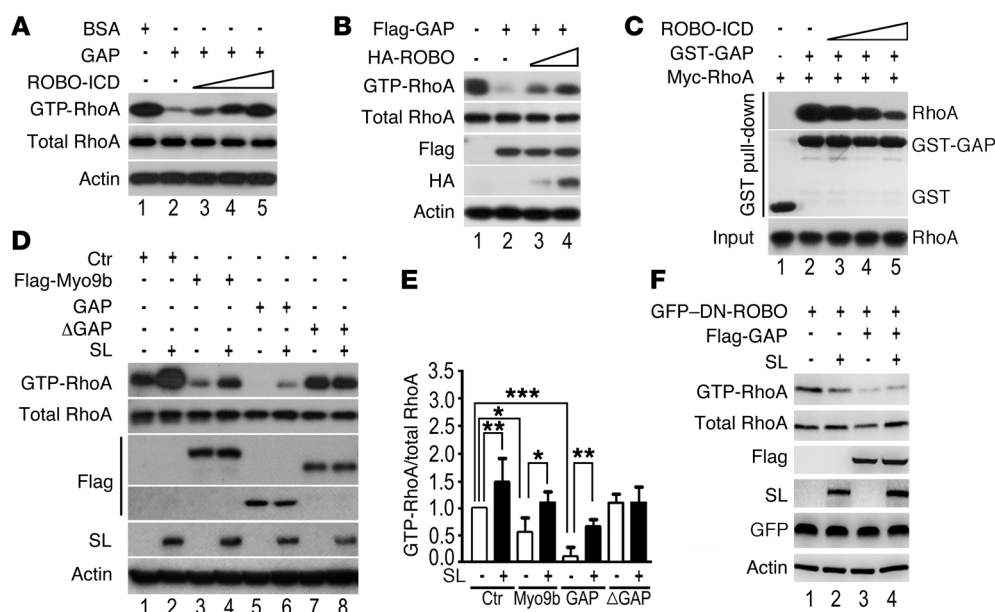 A
BSA + - - - -
GAP - + + + +
ROBO-ICD - -
GTP-RhoA
Total RhoA
Actin
1 2 3 4 5
B
Flag-GAP - + + +
HA-ROBO - -
GTP-RhoA
Total RhoA
Flag
HA
Actin
1 2 3 4
C
ROBO-ICD - -
GST-GAP - + + + +
Myc-RhoA + + + + +
GST pull-down
RhoA
GST-GAP
GST
Input RhoA
1 2 3 4 5
D
Ctr + + - - - - - -
Flag-Myo9b - - + + - - - -
GAP - - - - + + - -
ΔGAP - - - - - - + +
SL - + - + - + - +
GTP-RhoA
Total RhoA
Flag
SL
Actin
1 2 3 4 5 6 7 8
E
GTP-RhoA/total RhoA
3.5
3.0
2.5
2.0
1.5
1.0
0.5
0.0
***
*
**
*
**
SL - + - + - + - +
Ctr Myo9b GAP ΔGAP
F
GFP–DN-ROBO + + + +
Flag-GAP - - + +
SL - + - +
GTP-RhoA
Total RhoA
Flag
SL
GFP
Actin
1 2 3 4